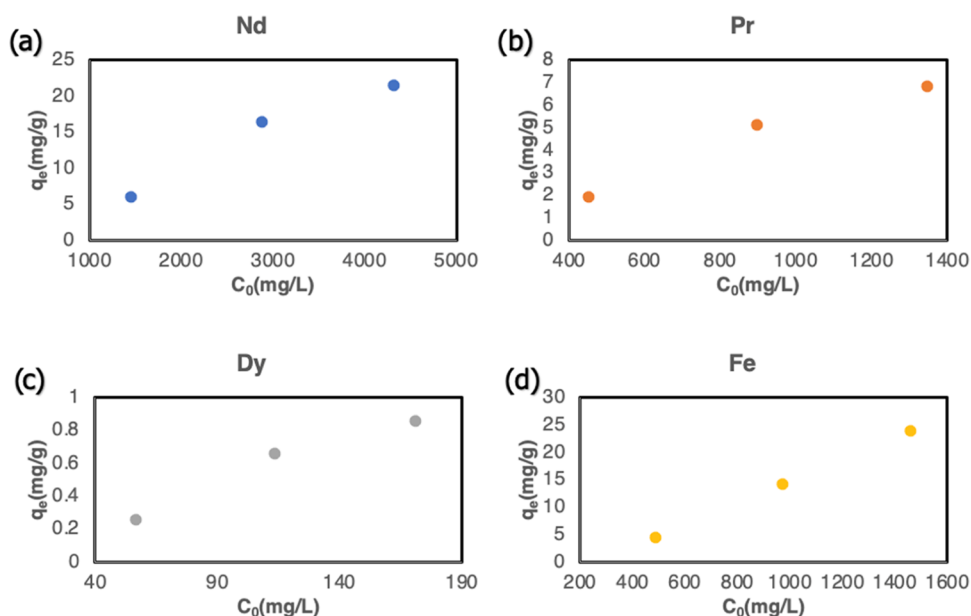 (a)
Nd
qe(mg/g)
25
20
15
10
5
0
1000 2000 3000 4000 5000
C0(mg/L)
(b)
Pr
qe(mg/g)
8
7
6
5
4
3
2
1
0
400 600 800 1000 1200 1400
C0(mg/L)
(c)
Dy
qe(mg/g)
1
0.8
0.6
0.4
0.2
0
40 90 140 190
C0(mg/L)
(d)
Fe
qe(mg/g)
30
25
20
15
10
5
0
200 400 600 800 1000 1200 1400 1600
C0(mg/L)